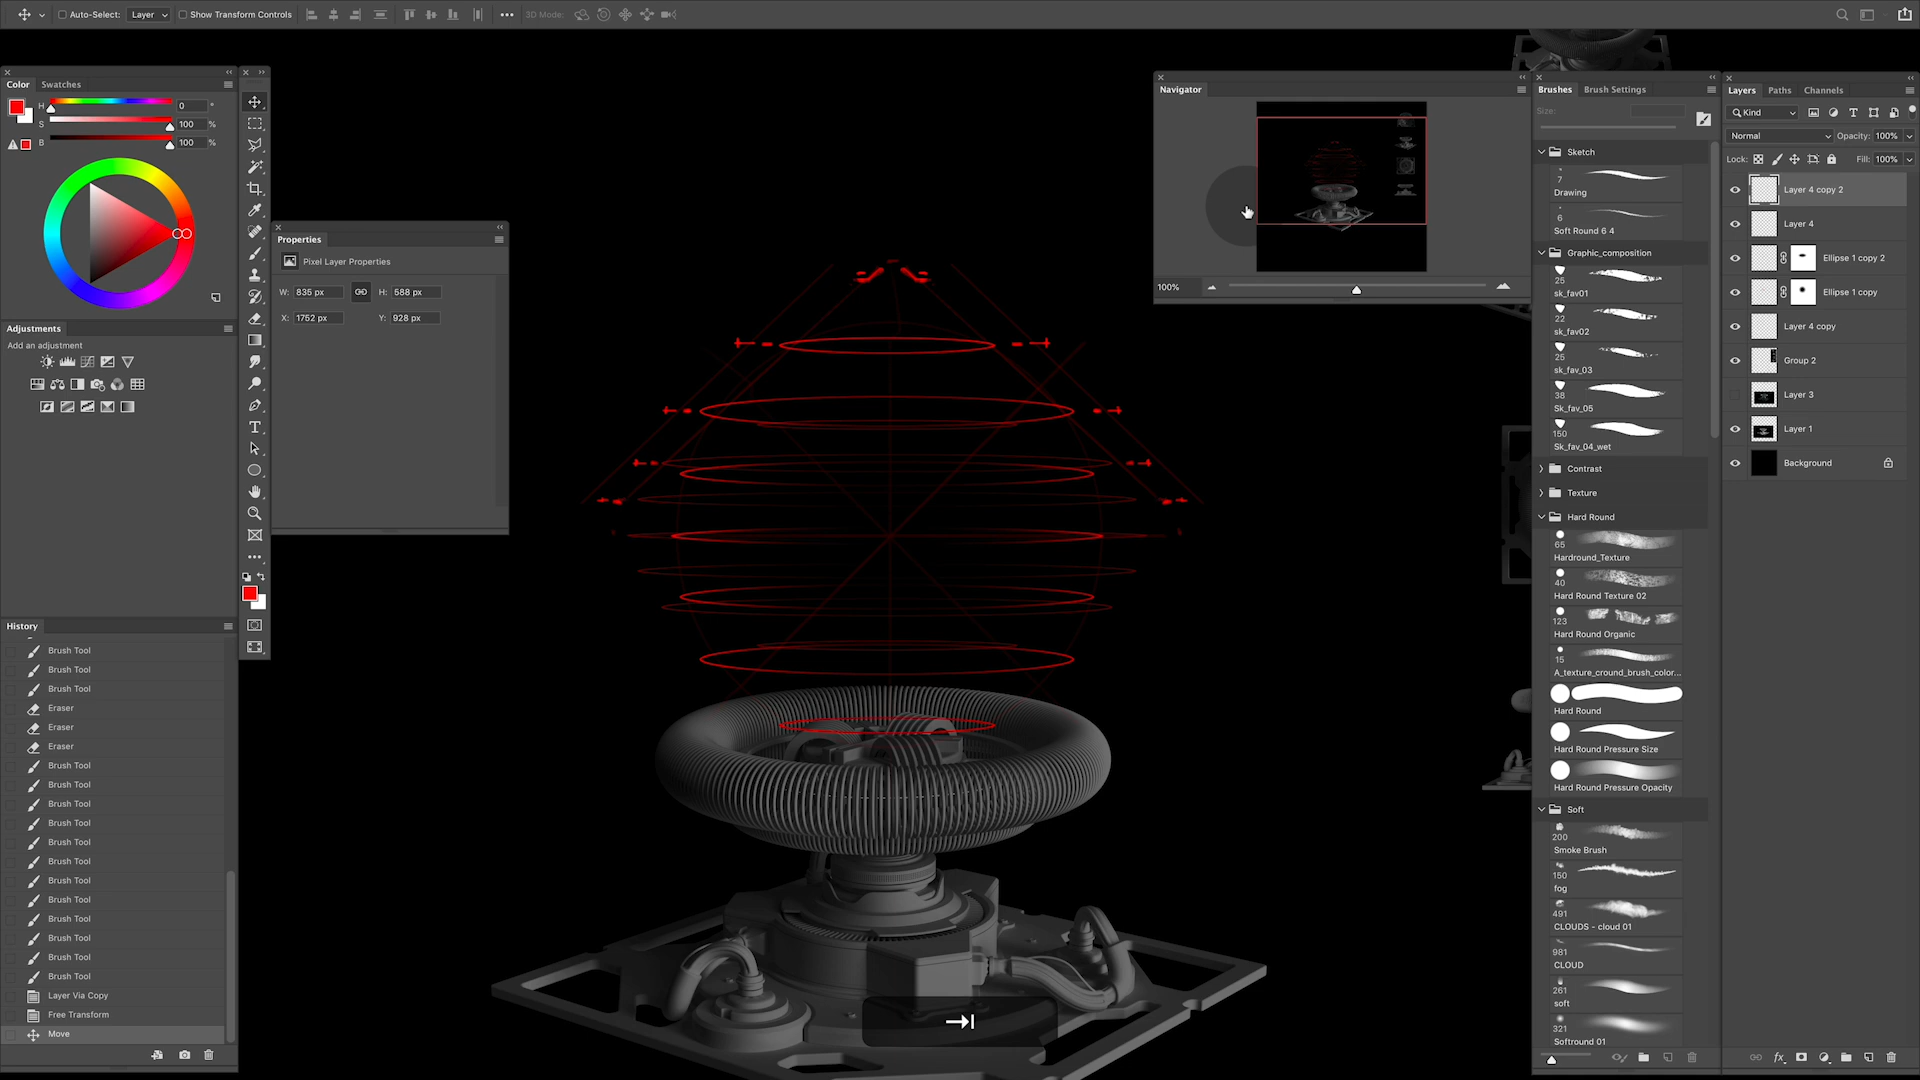 Auto-Select:
Layer
Show Transform Controls
3D Mode:
Color
Swatches
H
0
°
S
100
%
B
100
%
Adjustments
Add an adjustment
Properties
Pixel Layer Properties
W:
835 px
H:
588 px
X:
1752 px
Y:
928 px
T
History
Brush Tool
Brush Tool
Brush Tool
Eraser
Eraser
Eraser
Brush Tool
Brush Tool
Brush Tool
Brush Tool
Brush Tool
Brush Tool
Brush Tool
Brush Tool
Brush Tool
Brush Tool
Brush Tool
Brush Tool
Layer Via Copy
Free Transform
Move
Navigator
100%
Brushes
Brush Settings
Size:
Sketch
7
Drawing
6
Soft Round 6 4
Graphic_composition
25
sk_fav01
22
sk_fav02
25
sk_fav_03
38
Sk_fav_05
150
Sk_fav_04_wet
Contrast
Texture
Hard Round
65
Hardround_Texture
40
Hard Round Texture 02
123
Hard Round Organic
15
A_texture_cround_brush_color...
Hard Round
Hard Round Pressure Size
Hard Round Pressure Opacity
Soft
200
Smoke Brush
150
fog
491
CLOUDS - cloud 01
981
CLOUD
261
soft
321
Softround 01
Layers
Paths
Channels
Kind
T
Normal
Opacity:
100%
Lock:
Fill:
100%
Layer 4 copy 2
Layer 4
Ellipse 1 copy 2
Ellipse 1 copy
Layer 4 copy
Group 2
Layer 3
Layer 1
Background
fx